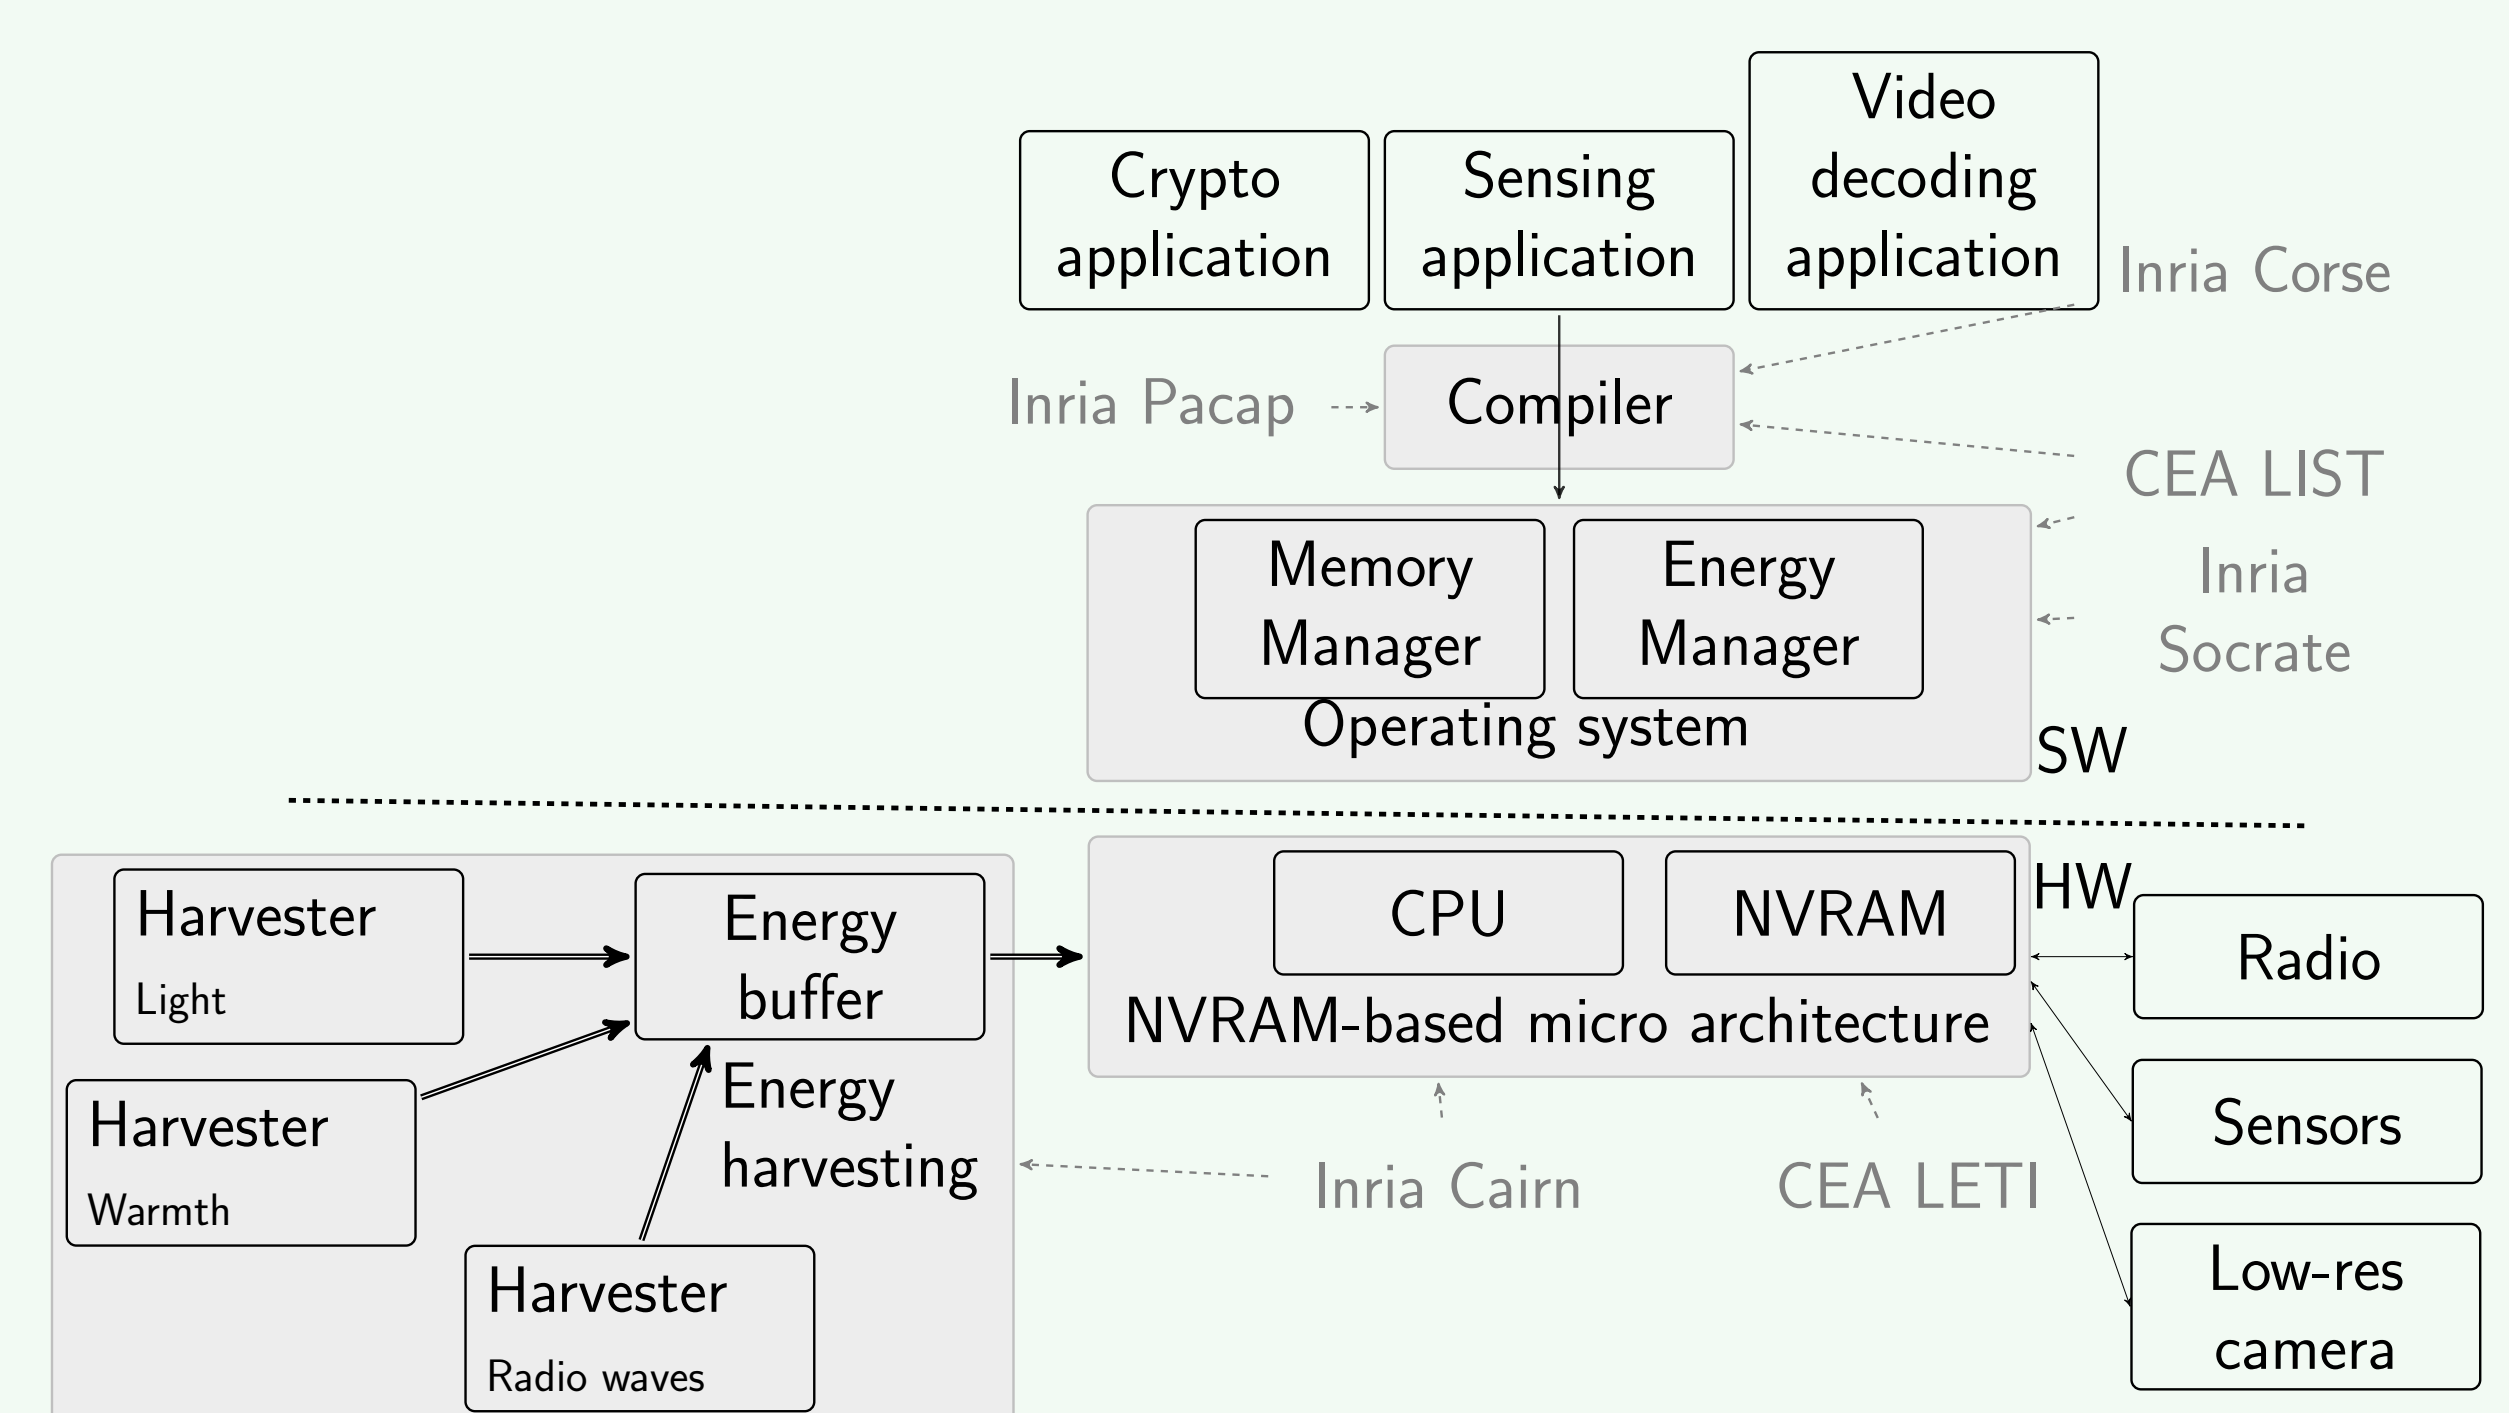 Video
decoding
application
Crypto
application
Sensing
application
Inria Corse
Inria Pacap
Compiler
CEA LIST
Memory
Manager
Energy
Manager
Inria
Socrate
Operating system
SW
HW
Harvester
Light
Energy
buffer
CPU
NVRAM
NVRAM-based micro architecture
Radio
Harvester
Warmth
Energy
harvesting
Sensors
Inria Cairn
CEA LETI
Harvester
Radio waves
Low-res
camera